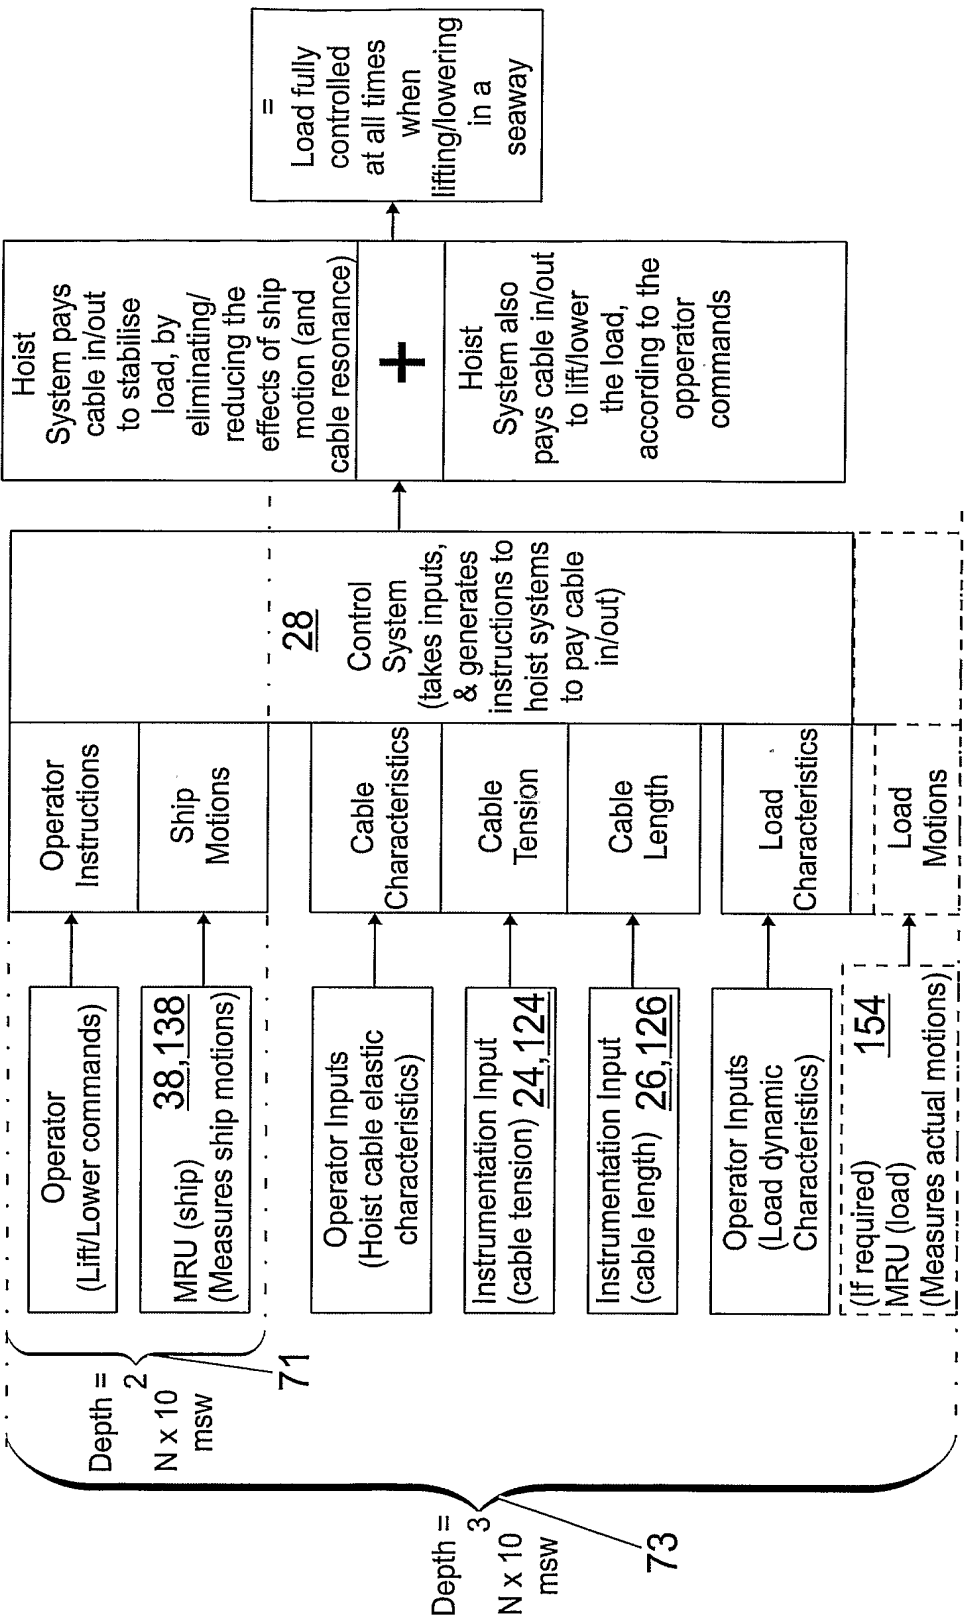 Depth =
2
N x 10
msw
71
Depth =
3
N x 10
msw
73
Operator
(Lift/Lower commands)
38,138
MRU (ship)
(Measures ship motions)
Operator Inputs
(Hoist cable elastic
characteristics)
Instrumentation Input
(cable tension) 24,124
Instrumentation Input
(cable length) 26,126
Operator Inputs
(Load dynamic
Characteristics)
(If required) 154
MRU (load)
(Measures actual motions)
Operator
Instructions
Ship
Motions
Cable
Characteristics
Cable
Tension
Cable
Length
Load
Characteristics
Load
Motions
28
Control
System
(takes inputs,
& generates
instructions to
hoist systems
to pay cable
in/out)
Hoist
System pays
cable in/out
to stabilise
load, by
eliminating/
reducing the
effects of ship
motion (and
cable resonance)
+
Hoist
System also
pays cable in/out
to lift/lower
the load,
according to the
opperator
commands
=
Load fully
controlled
at all times
when
lifting/lowering
in a
seaway